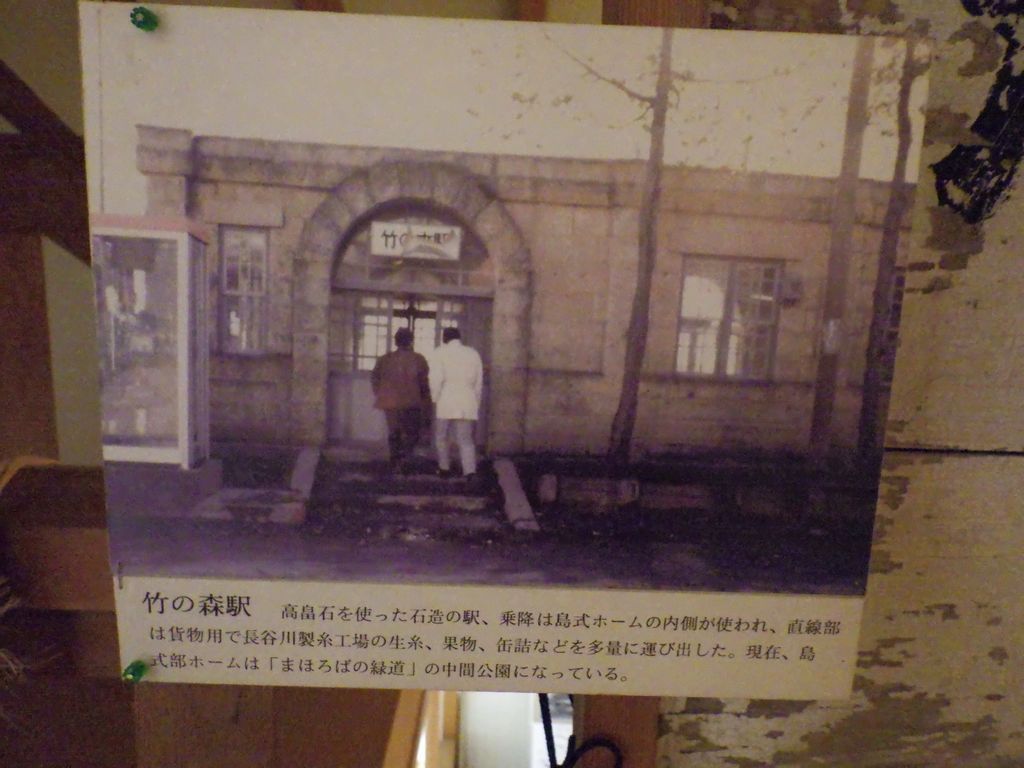 竹の森駅
竹の森駅　高畠石を使った石造の駅、乗降は島式ホームの内側が使われ、直線部
は貨物用で長谷川製糸工場の生糸、果物、缶詰などを多量に運び出した。現在、島
式部ホームは「まほろばの緑道」の中間公園になっている。